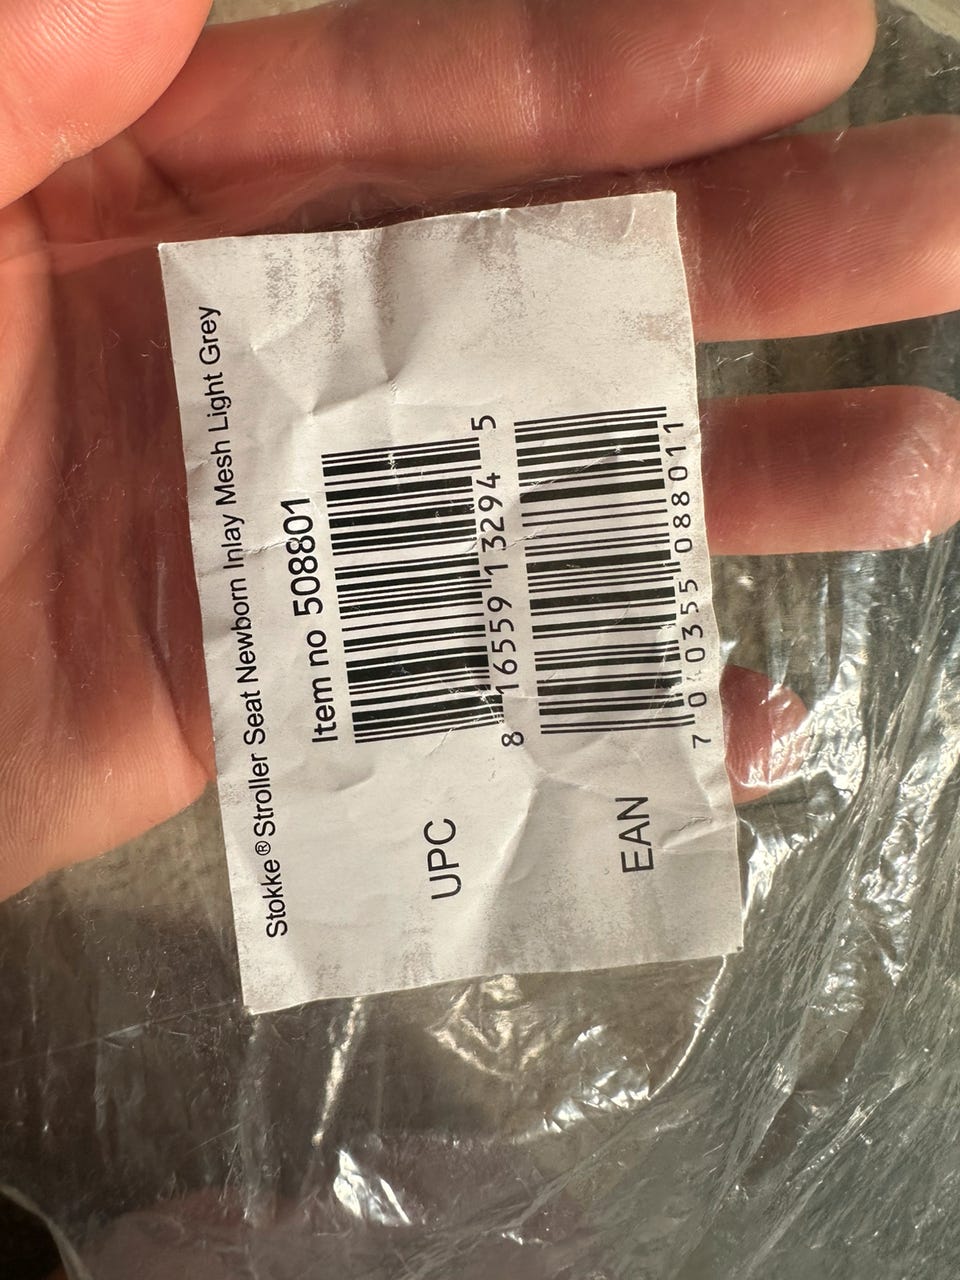 Stokke® Stroller Seat Newborn Inlay Mesh Light Grey
Item no 508801
UPC
8 16559 13294 5
EAN
7 0 0355 088011